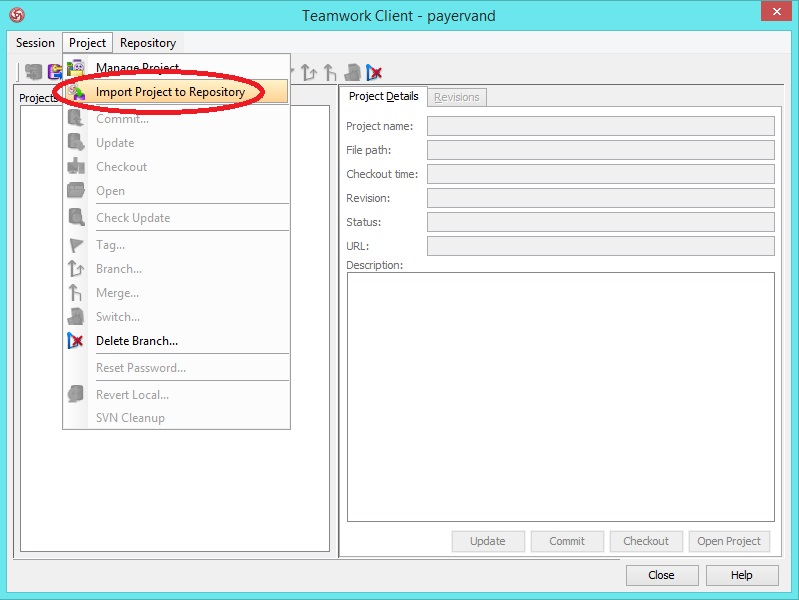 Teamwork Client - payervand
Session Project Repository
Manage Project
Import Project to Repository
Commit...
Update
Checkout
Open
Check Update
Tag...
Branch...
Merge...
Switch...
Delete Branch...
Reset Password...
Revert Local...
SVN Cleanup
Projects
Project Details Revisions
Project name:
File path:
Checkout time:
Revision:
Status:
URL:
Description:
Update Commit Checkout Open Project
Close Help